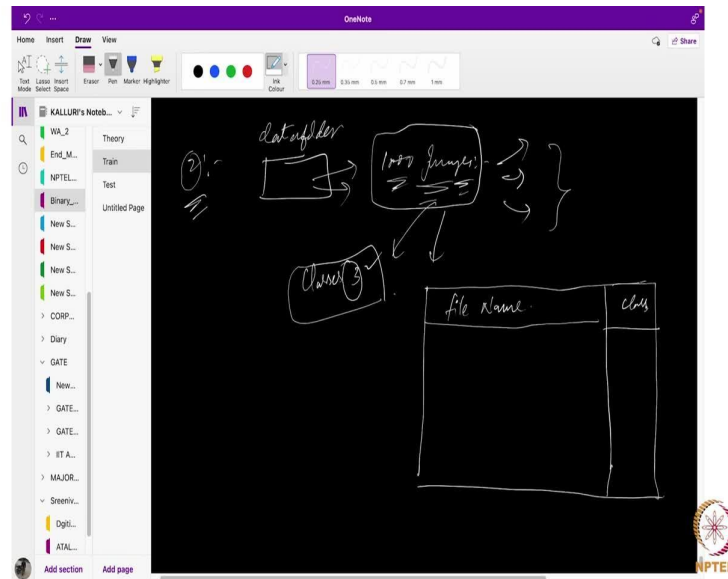 OneNote
Home Insert Draw View
Share
Text Mode
Lasso Select
Insert Space
Eraser
Pen
Marker
Highlighter
Ink Colour
0.25 mm
0.35 mm
0.5 mm
0.7 mm
1 mm
KALLURI's Noteb...
WA_2
End_M...
NPTEL...
Binary_...
New S...
New S...
New S...
New S...
CORP...
Diary
GATE
New...
GATE...
GATE...
IIT A...
MAJOR...
Sreeniv...
Dgiti...
ATAL...
Add section
Theory
Train
Test
Untitled Page
Add page
2 :-
datafolder
1000 Images:-
Classes 3
file Name.
Class
NPTEL